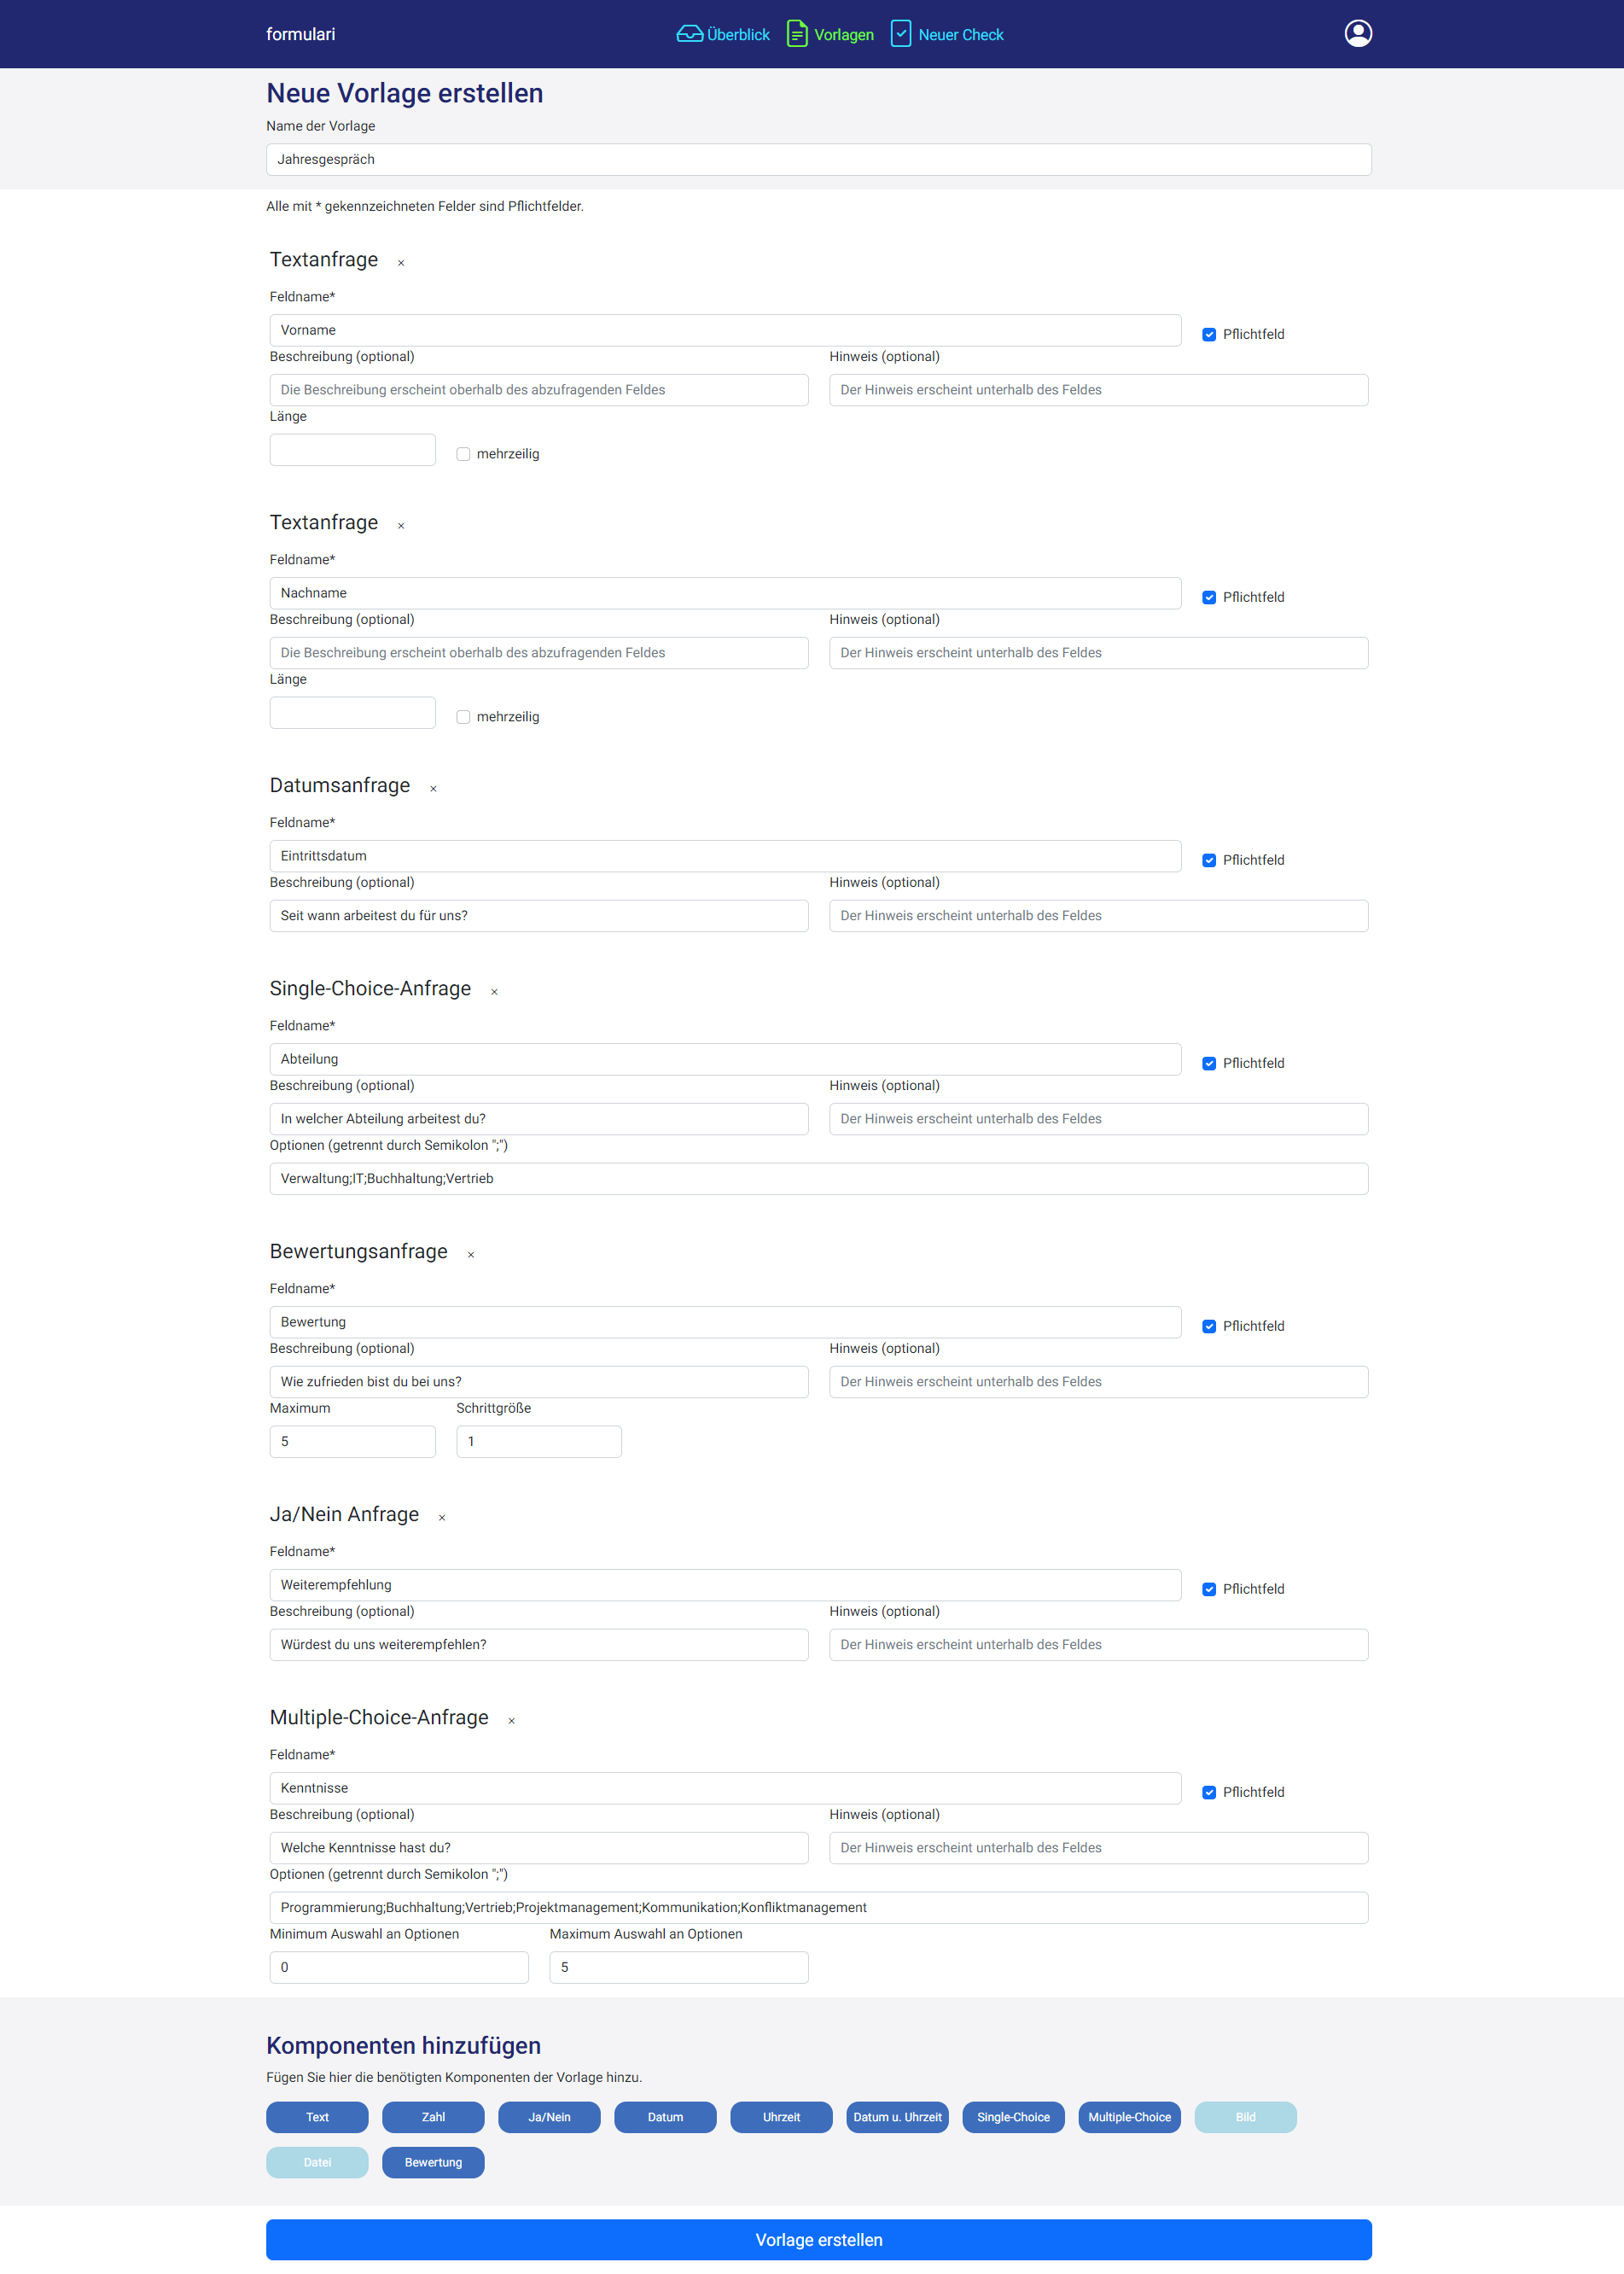 formulari Überblick Vorlagen Neuer Check
Neue Vorlage erstellen
Name der Vorlage
Jahresgespräch
Alle mit * gekennzeichneten Felder sind Pflichtfelder.
Textanfrage ×
Feldname*
Vorname Pflichtfeld
Beschreibung (optional) Hinweis (optional)
Die Beschreibung erscheint oberhalb des abzufragenden Feldes Der Hinweis erscheint unterhalb des Feldes
Länge
mehrzeilig
Textanfrage ×
Feldname*
Nachname Pflichtfeld
Beschreibung (optional) Hinweis (optional)
Die Beschreibung erscheint oberhalb des abzufragenden Feldes Der Hinweis erscheint unterhalb des Feldes
Länge
mehrzeilig
Datumsanfrage ×
Feldname*
Eintrittsdatum Pflichtfeld
Beschreibung (optional) Hinweis (optional)
Seit wann arbeitest du für uns? Der Hinweis erscheint unterhalb des Feldes
Single-Choice-Anfrage ×
Feldname*
Abteilung Pflichtfeld
Beschreibung (optional) Hinweis (optional)
In welcher Abteilung arbeitest du? Der Hinweis erscheint unterhalb des Feldes
Optionen (getrennt durch Semikolon ";")
Verwaltung;IT;Buchhaltung;Vertrieb
Bewertungsanfrage ×
Feldname*
Bewertung Pflichtfeld
Beschreibung (optional) Hinweis (optional)
Wie zufrieden bist du bei uns? Der Hinweis erscheint unterhalb des Feldes
Maximum Schrittgröße
5 1
Ja/Nein Anfrage ×
Feldname*
Weiterempfehlung Pflichtfeld
Beschreibung (optional) Hinweis (optional)
Würdest du uns weiterempfehlen? Der Hinweis erscheint unterhalb des Feldes
Multiple-Choice-Anfrage ×
Feldname*
Kenntnisse Pflichtfeld
Beschreibung (optional) Hinweis (optional)
Welche Kenntnisse hast du? Der Hinweis erscheint unterhalb des Feldes
Optionen (getrennt durch Semikolon ";")
Programmierung;Buchhaltung;Vertrieb;Projektmanagement;Kommunikation;Konfliktmanagement
Minimum Auswahl an Optionen Maximum Auswahl an Optionen
0 5
Komponenten hinzufügen
Fügen Sie hier die benötigten Komponenten der Vorlage hinzu.
Text Zahl Ja/Nein Datum Uhrzeit Datum u. Uhrzeit Single-Choice Multiple-Choice Bild
Datei Bewertung
Vorlage erstellen